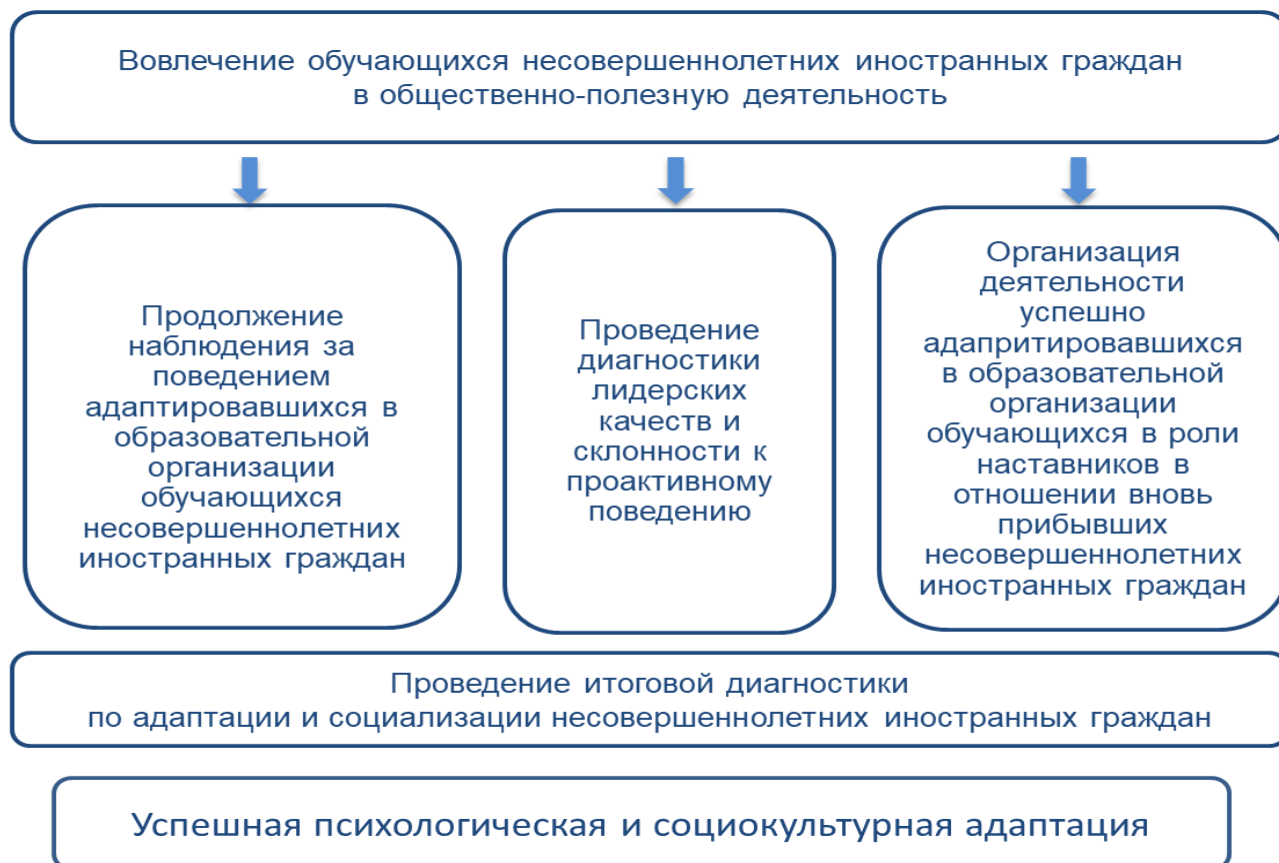 Вовлечение обучающихся несовершеннолетних иностранных граждан
в общественно-полезную деятельность
Продолжение
наблюдения за
поведением
адаптировавшихся в
образовательной
организации
обучающихся
несовершеннолетних
иностранных граждан
Проведение
диагностики
лидерских
качеств и
склонности к
проактивному
поведению
Организация
деятельности
успешно
адапритировавшихся
в образовательной
организации
обучающихся в роли
наставников в
отношении вновь
прибывших
несовершеннолетних
иностранных граждан
Проведение итоговой диагностики
по адаптации и социализации несовершеннолетних иностранных граждан
Успешная психологическая и социокультурная адаптация